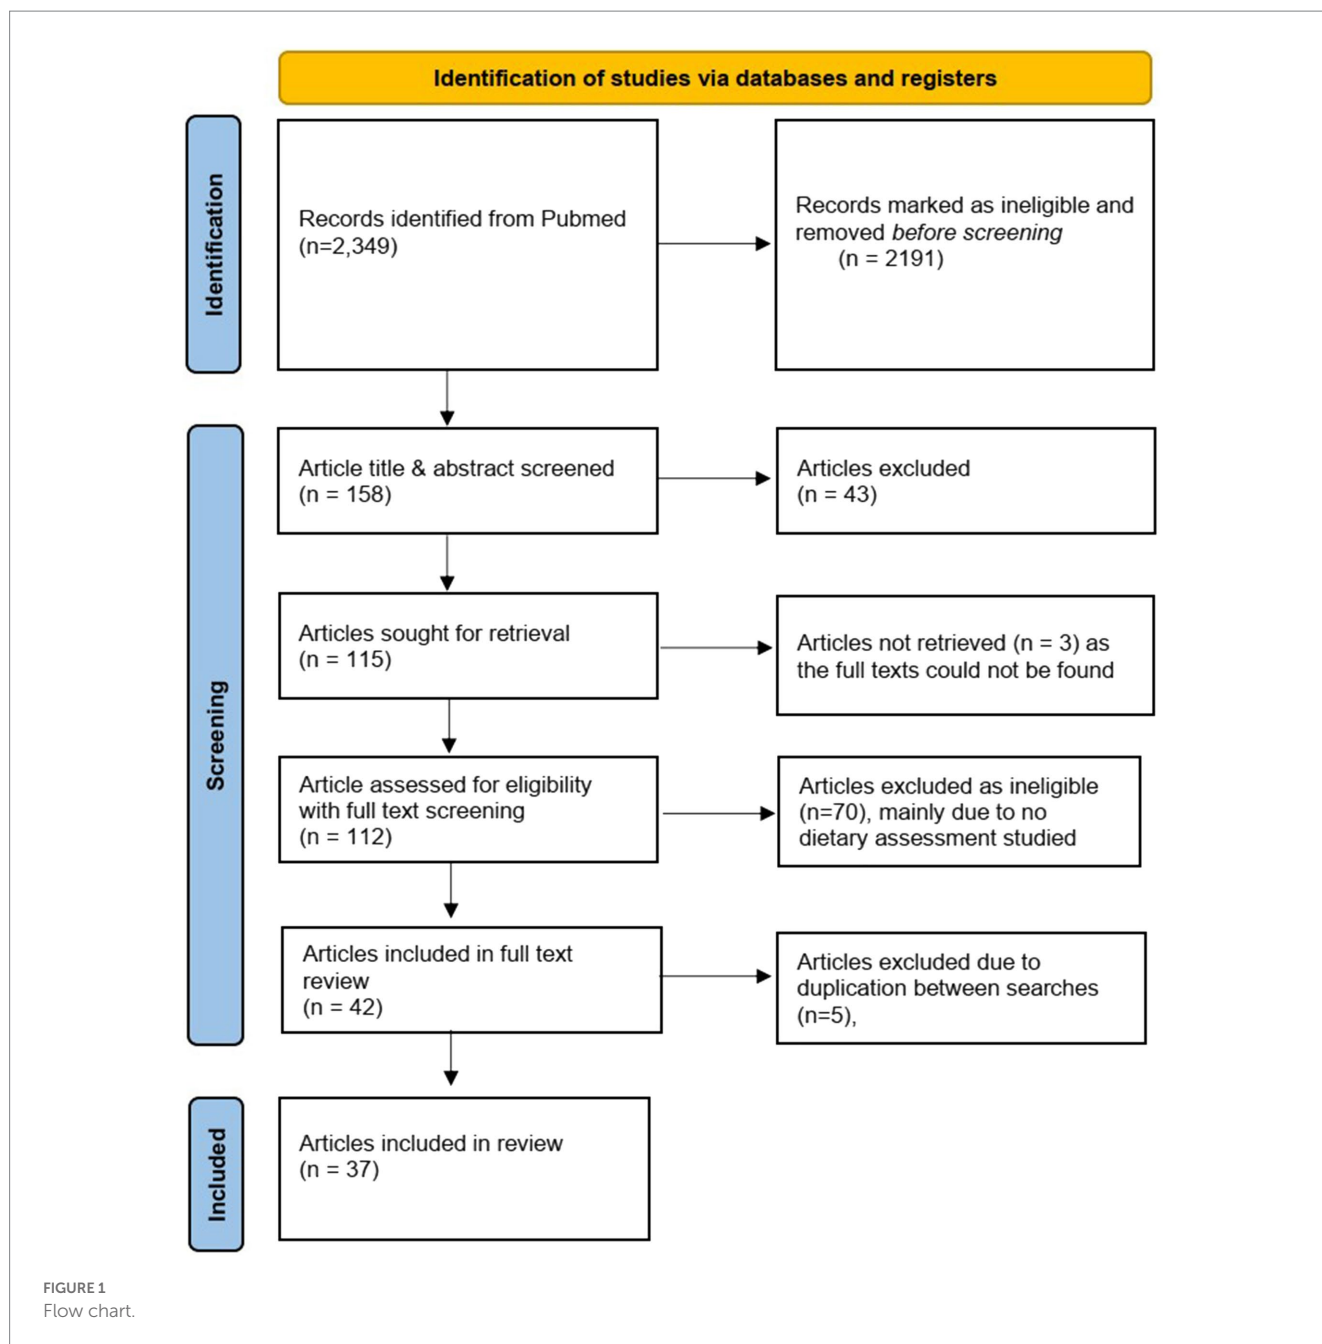 Identification of studies via databases and registers
Identification
Records identified from Pubmed
(n=2,349)
Records marked as ineligible and
removed before screening
(n = 2191)
Screening
Article title & abstract screened
(n = 158)
Articles excluded
(n = 43)
Articles sought for retrieval
(n = 115)
Articles not retrieved (n = 3) as
the full texts could not be found
Article assessed for eligibility
with full text screening
(n = 112)
Articles excluded as ineligible
(n=70), mainly due to no
dietary assessment studied
Articles included in full text
review
(n = 42)
Articles excluded due to
duplication between searches
(n=5),
Included
Articles included in review
(n = 37)
FIGURE 1
Flow chart.